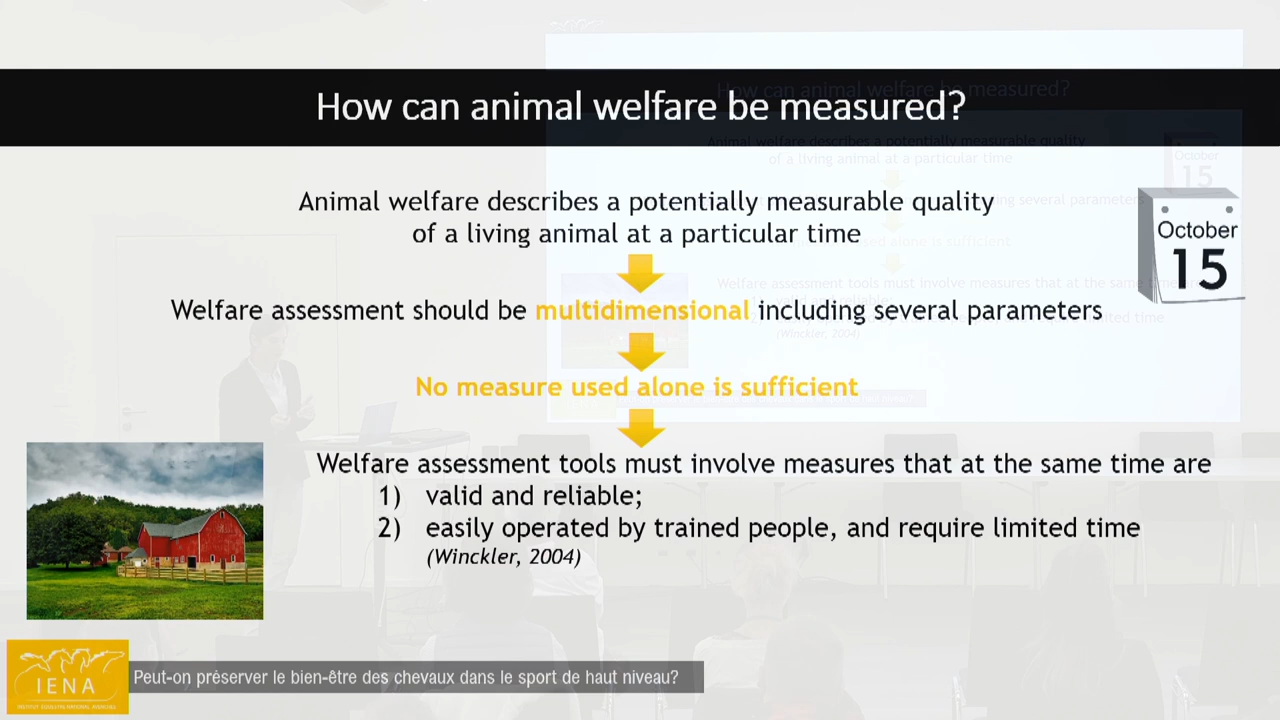 How can animal welfare be measured?
Animal welfare describes a potentially measurable quality
of a living animal at a particular time
October
15
Welfare assessment should be multidimensional including several parameters
No measure used alone is sufficient
Welfare assessment tools must involve measures that at the same time are
1) valid and reliable;
2) easily operated by trained people, and require limited time
(Winckler, 2004)
IENA
Peut-on préserver le bien-être des chevaux dans le sport de haut niveau?